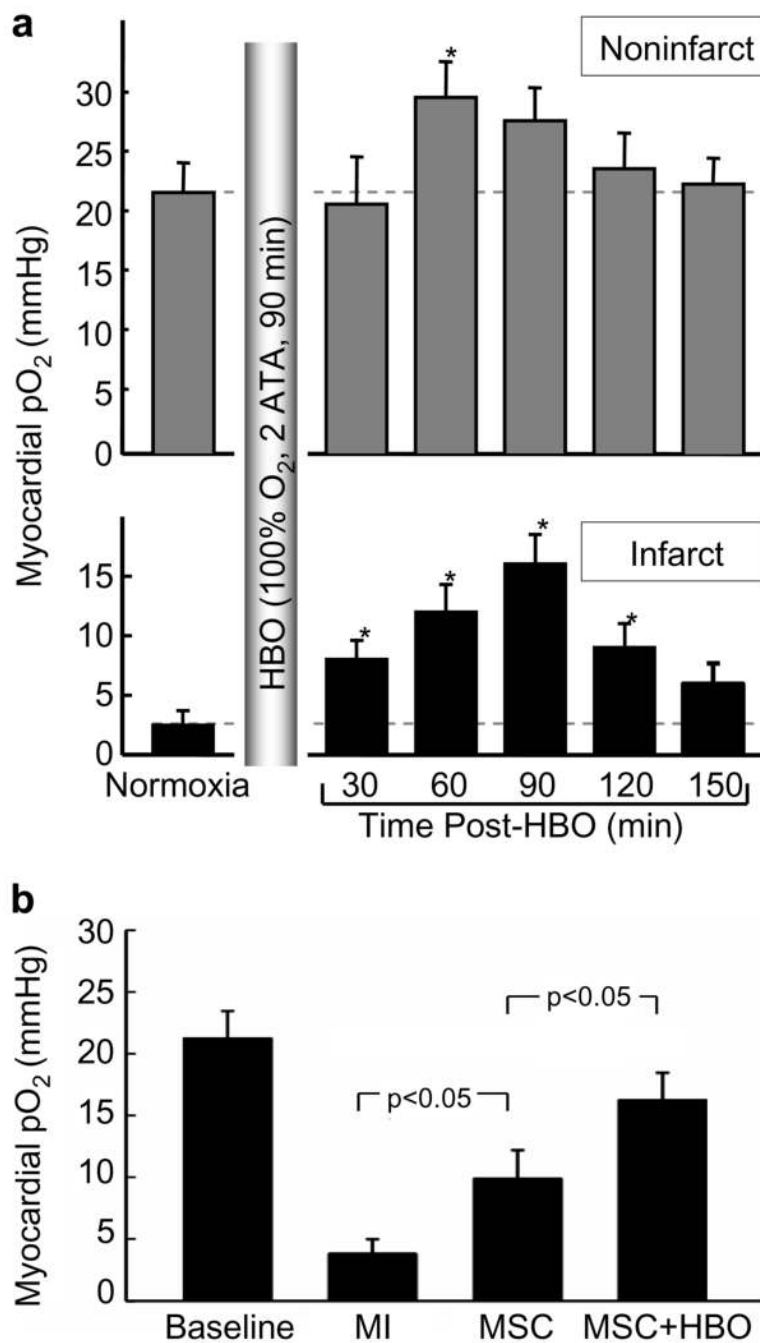 a
Noninfarct
30
25
20
15
10
5
0
Myocardial pO₂ (mmHg)
HBO (100% O₂, 2 ATA, 90 min)
*
Infarct
15
10
5
0
*
*
*
*
Normoxia
30 60 90 120 150
Time Post-HBO (min)
b
30
25
20
15
10
5
0
Myocardial pO₂ (mmHg)
p<0.05
p<0.05
Baseline MI MSC MSC+HBO